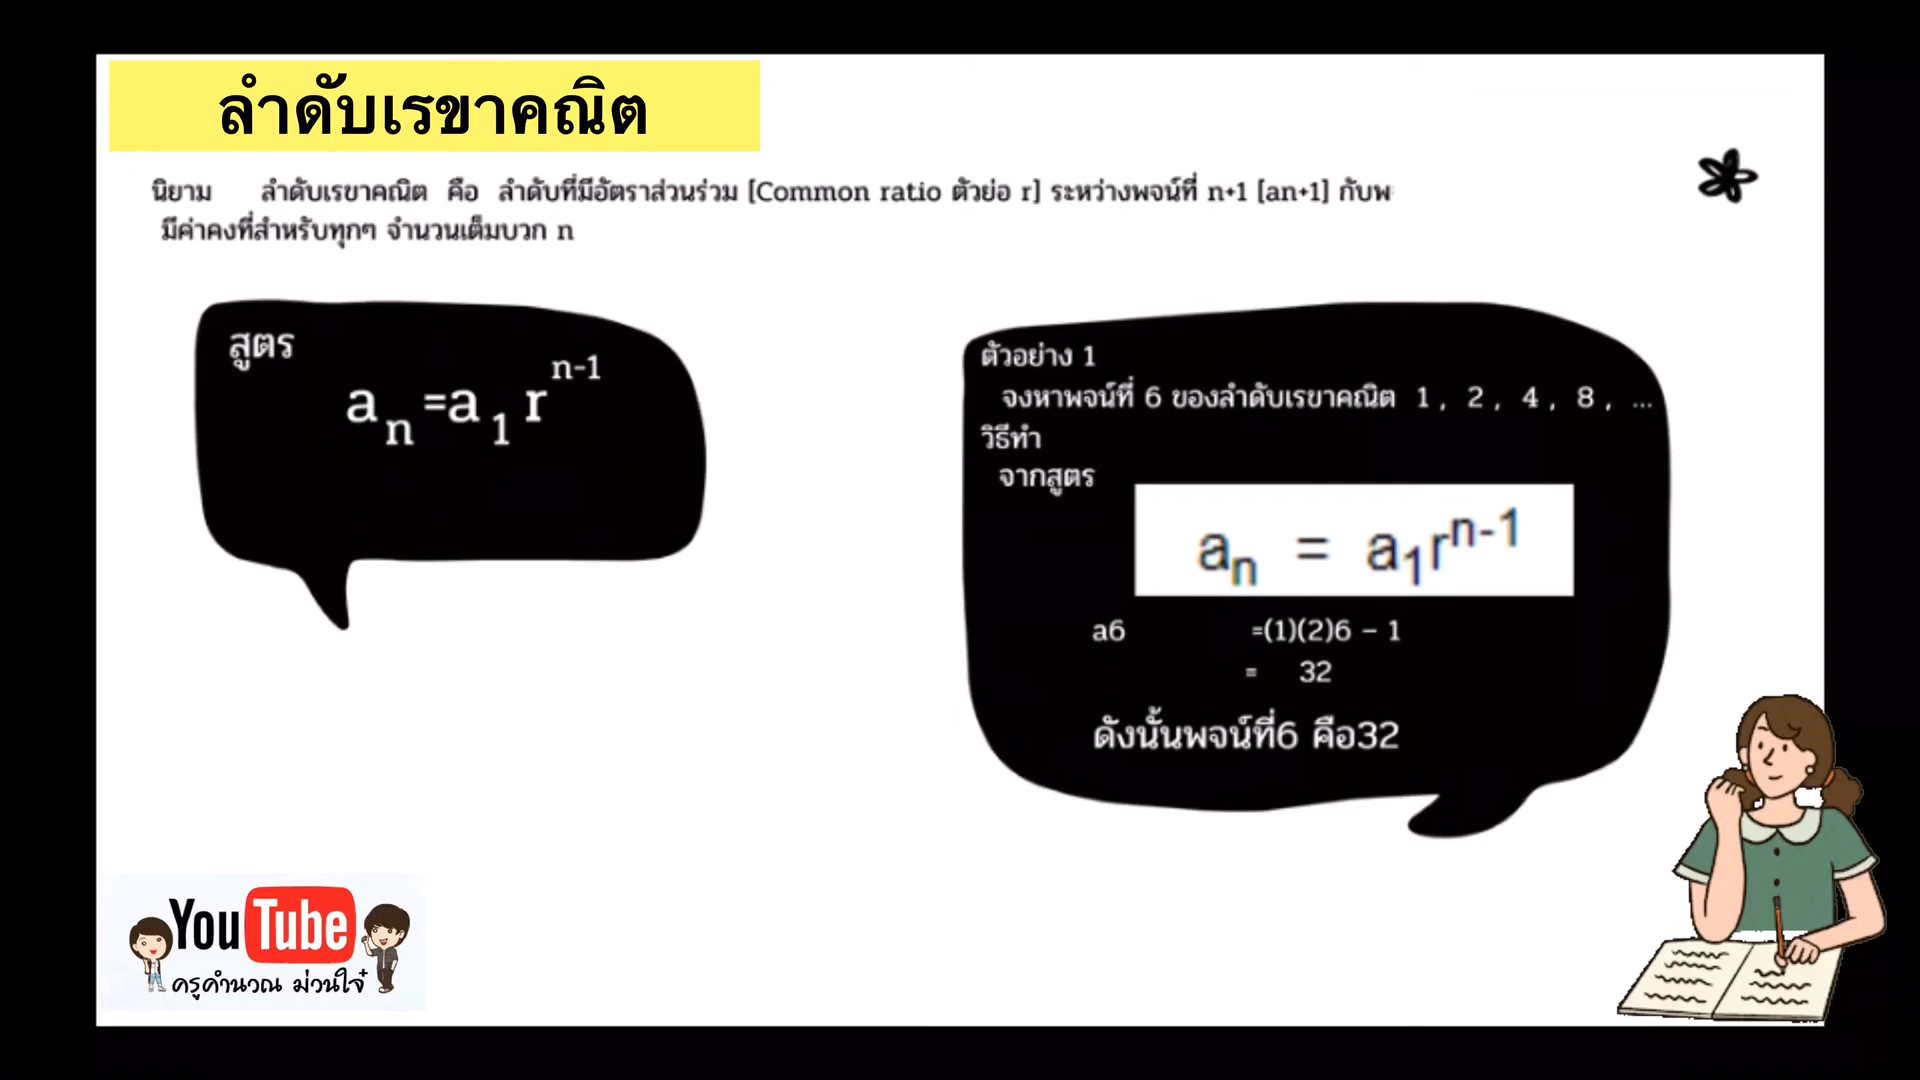 ลำดับเรขาคณิต
นิยาม ลำดับเรขาคณิต คือ ลำดับที่มีอัตราส่วนร่วม [Common ratio ตัวย่อ r] ระหว่างพจน์ที่ n+1 [an+1] กับพ
มีค่าคงที่สำหรับทุกๆ จำนวนเต็มบวก n
สูตร
aₙ=a₁ rⁿ⁻¹
ตัวอย่าง 1
จงหาพจน์ที่ 6 ของลำดับเรขาคณิต 1 , 2 , 4 , 8 , ...
วิธีทำ
จากสูตร
aₙ = a₁rⁿ⁻¹
a6 =(1)(2)6 – 1
= 32
ดังนั้นพจน์ที่6 คือ32
YouTube
ครูคำนวณ ม่วนใจ๋